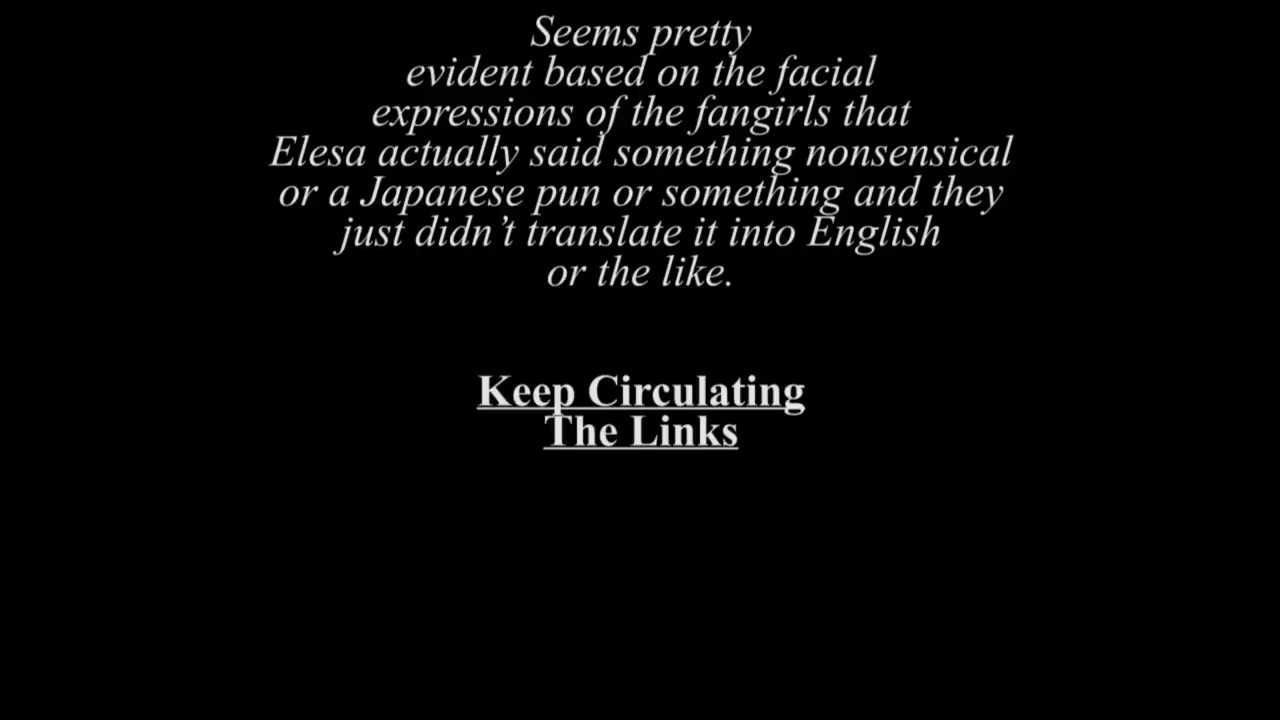 Seems pretty
evident based on the facial
expressions of the fangirls that
Elesa actually said something nonsensical
or a Japanese pun or something and they
just didn’t translate it into English
or the like.
Keep Circulating
The Links